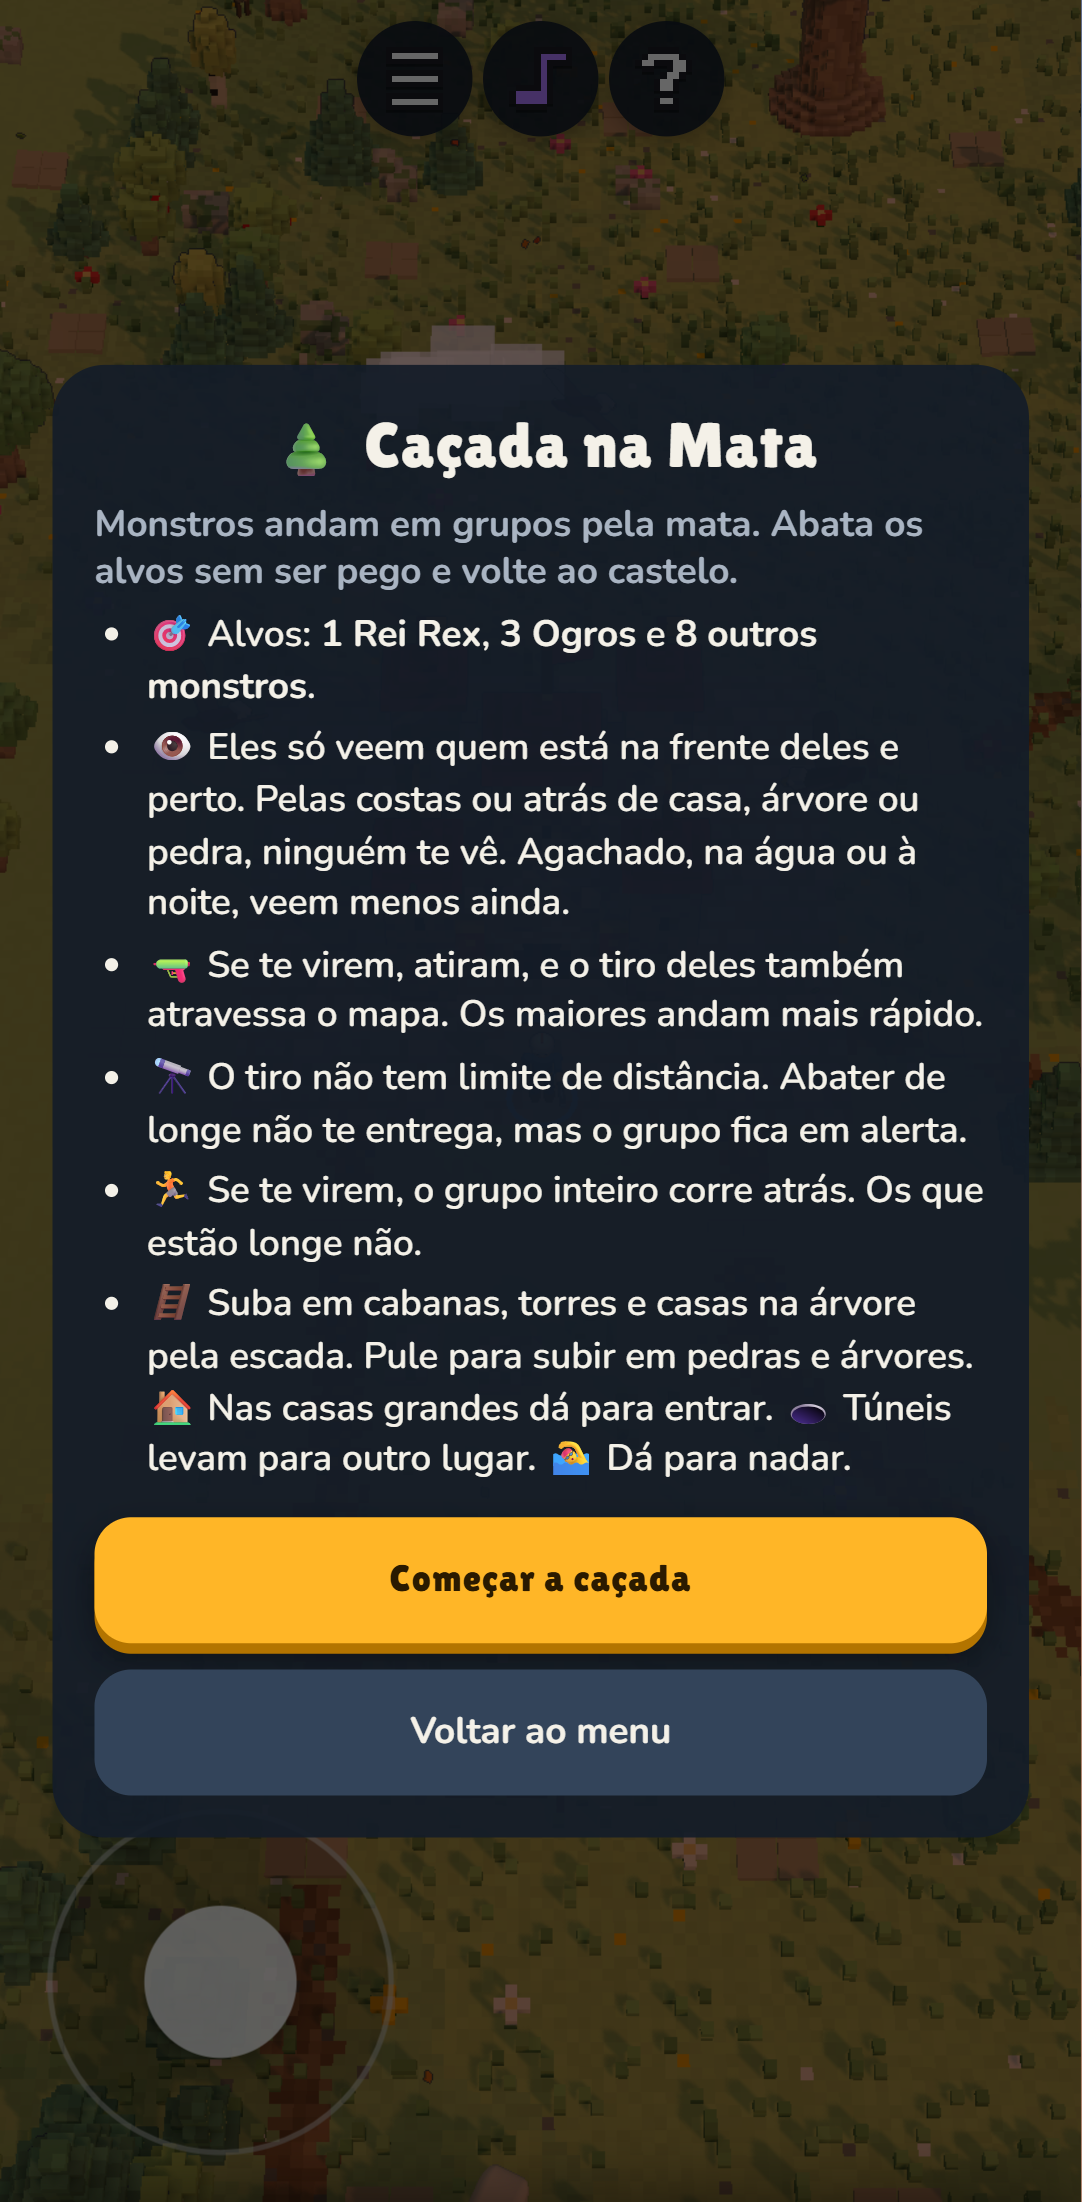 Caçada na Mata
Monstros andam em grupos pela mata. Abata os
alvos sem ser pego e volte ao castelo.
• 🎯 Alvos: 1 Rei Rex, 3 Ogros e 8 outros
monstros.
• 👁️ Eles só veem quem está na frente deles e
perto. Pelas costas ou atrás de casa, árvore ou
pedra, ninguém te vê. Agachado, na água ou à
noite, veem menos ainda.
• 🔫 Se te virem, atiram, e o tiro deles também
atravessa o mapa. Os maiores andam mais rápido.
• 🔭 O tiro não tem limite de distância. Abater de
longe não te entrega, mas o grupo fica em alerta.
• 🏃 Se te virem, o grupo inteiro corre atrás. Os que
estão longe não.
• 🪜 Suba em cabanas, torres e casas na árvore
pela escada. Pule para subir em pedras e árvores.
🏠 Nas casas grandes dá para entrar. 🕳️ Túneis
levam para outro lugar. 🏊 Dá para nadar.
Começar a caçada
Voltar ao menu